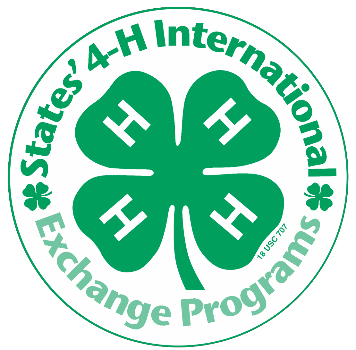 States’ 4-H International
H H
H H
18 USC 707
Exchange Programs